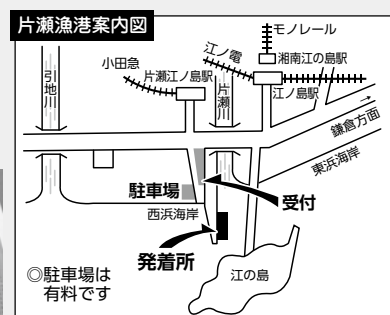 片瀬漁港案内図
モノレール
江ノ電
湘南江の島駅
小田急
片瀬江ノ島駅
江ノ島駅
引地川
片瀬川
鎌倉方面
東浜海岸
駐車場
受付
西浜海岸
発着所
江の島
◎駐車場は
有料です